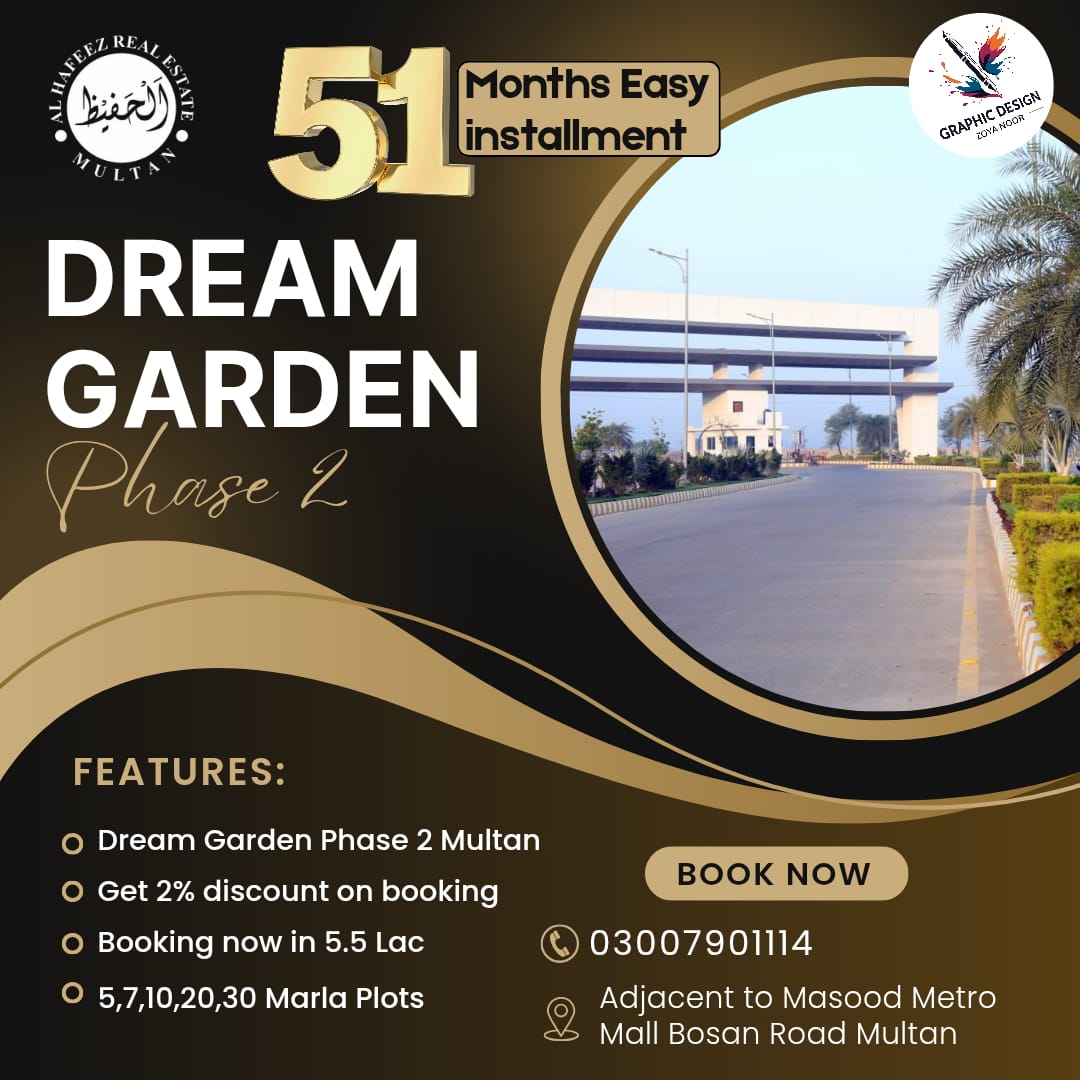 AL HAFEEZ REAL ESTATE
اَلْحَفِيْظ
MULTAN
51
Months Easy
installment
GRAPHIC DESIGN
ZOYA NOOR
DREAM
GARDEN
Phase 2
FEATURES:
Dream Garden Phase 2 Multan
Get 2% discount on booking
Booking now in 5.5 Lac
5,7,10,20,30 Marla Plots
BOOK NOW
03007901114
Adjacent to Masood Metro
Mall Bosan Road Multan